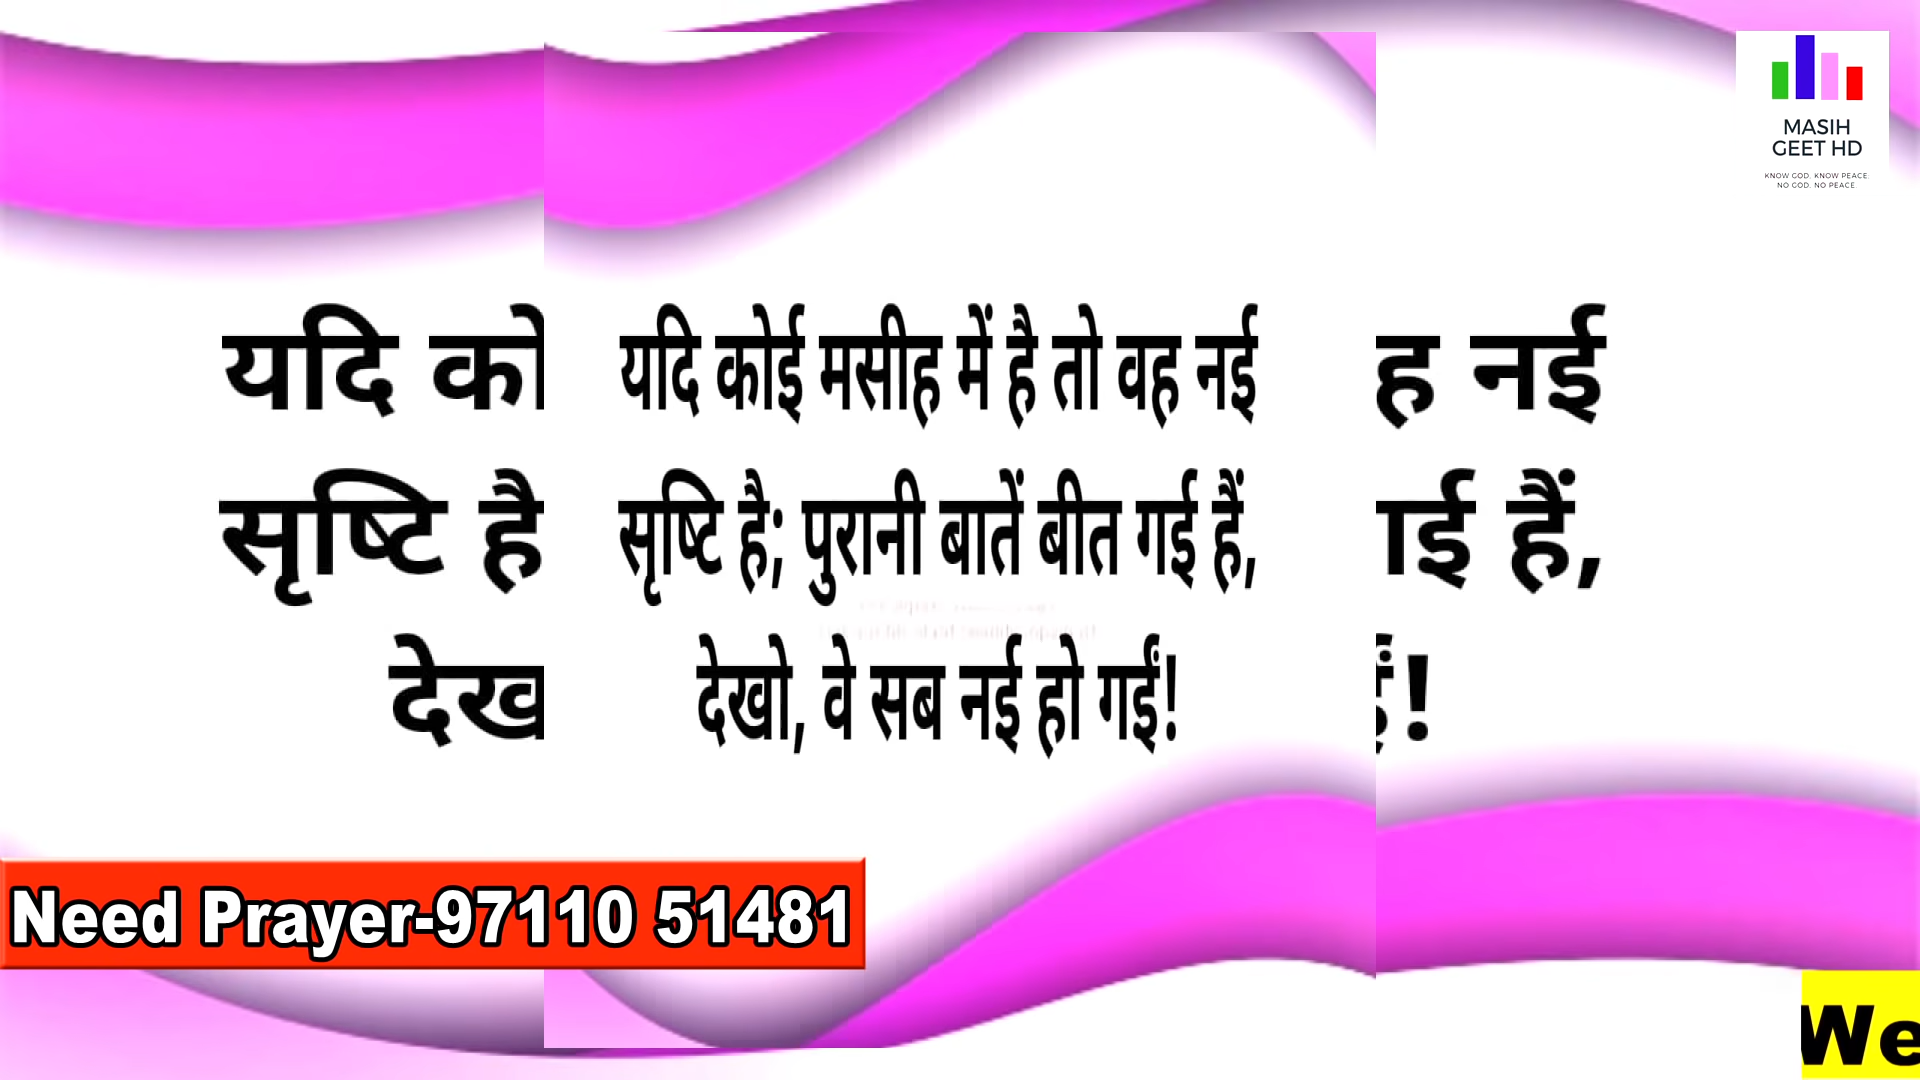 MASIH
GEET HD
KNOW GOD. KNOW PEACE.
NO GOD. NO PEACE.
यदि को
यदि कोई मसीह में है तो वह नई
ह नई
सृष्टि है
सृष्टि है; पुरानी बातें बीत गई हैं,
गई हैं,
देख
देखो, वे सब नई हो गईं!
ईं!
Need Prayer-97110 51481
We